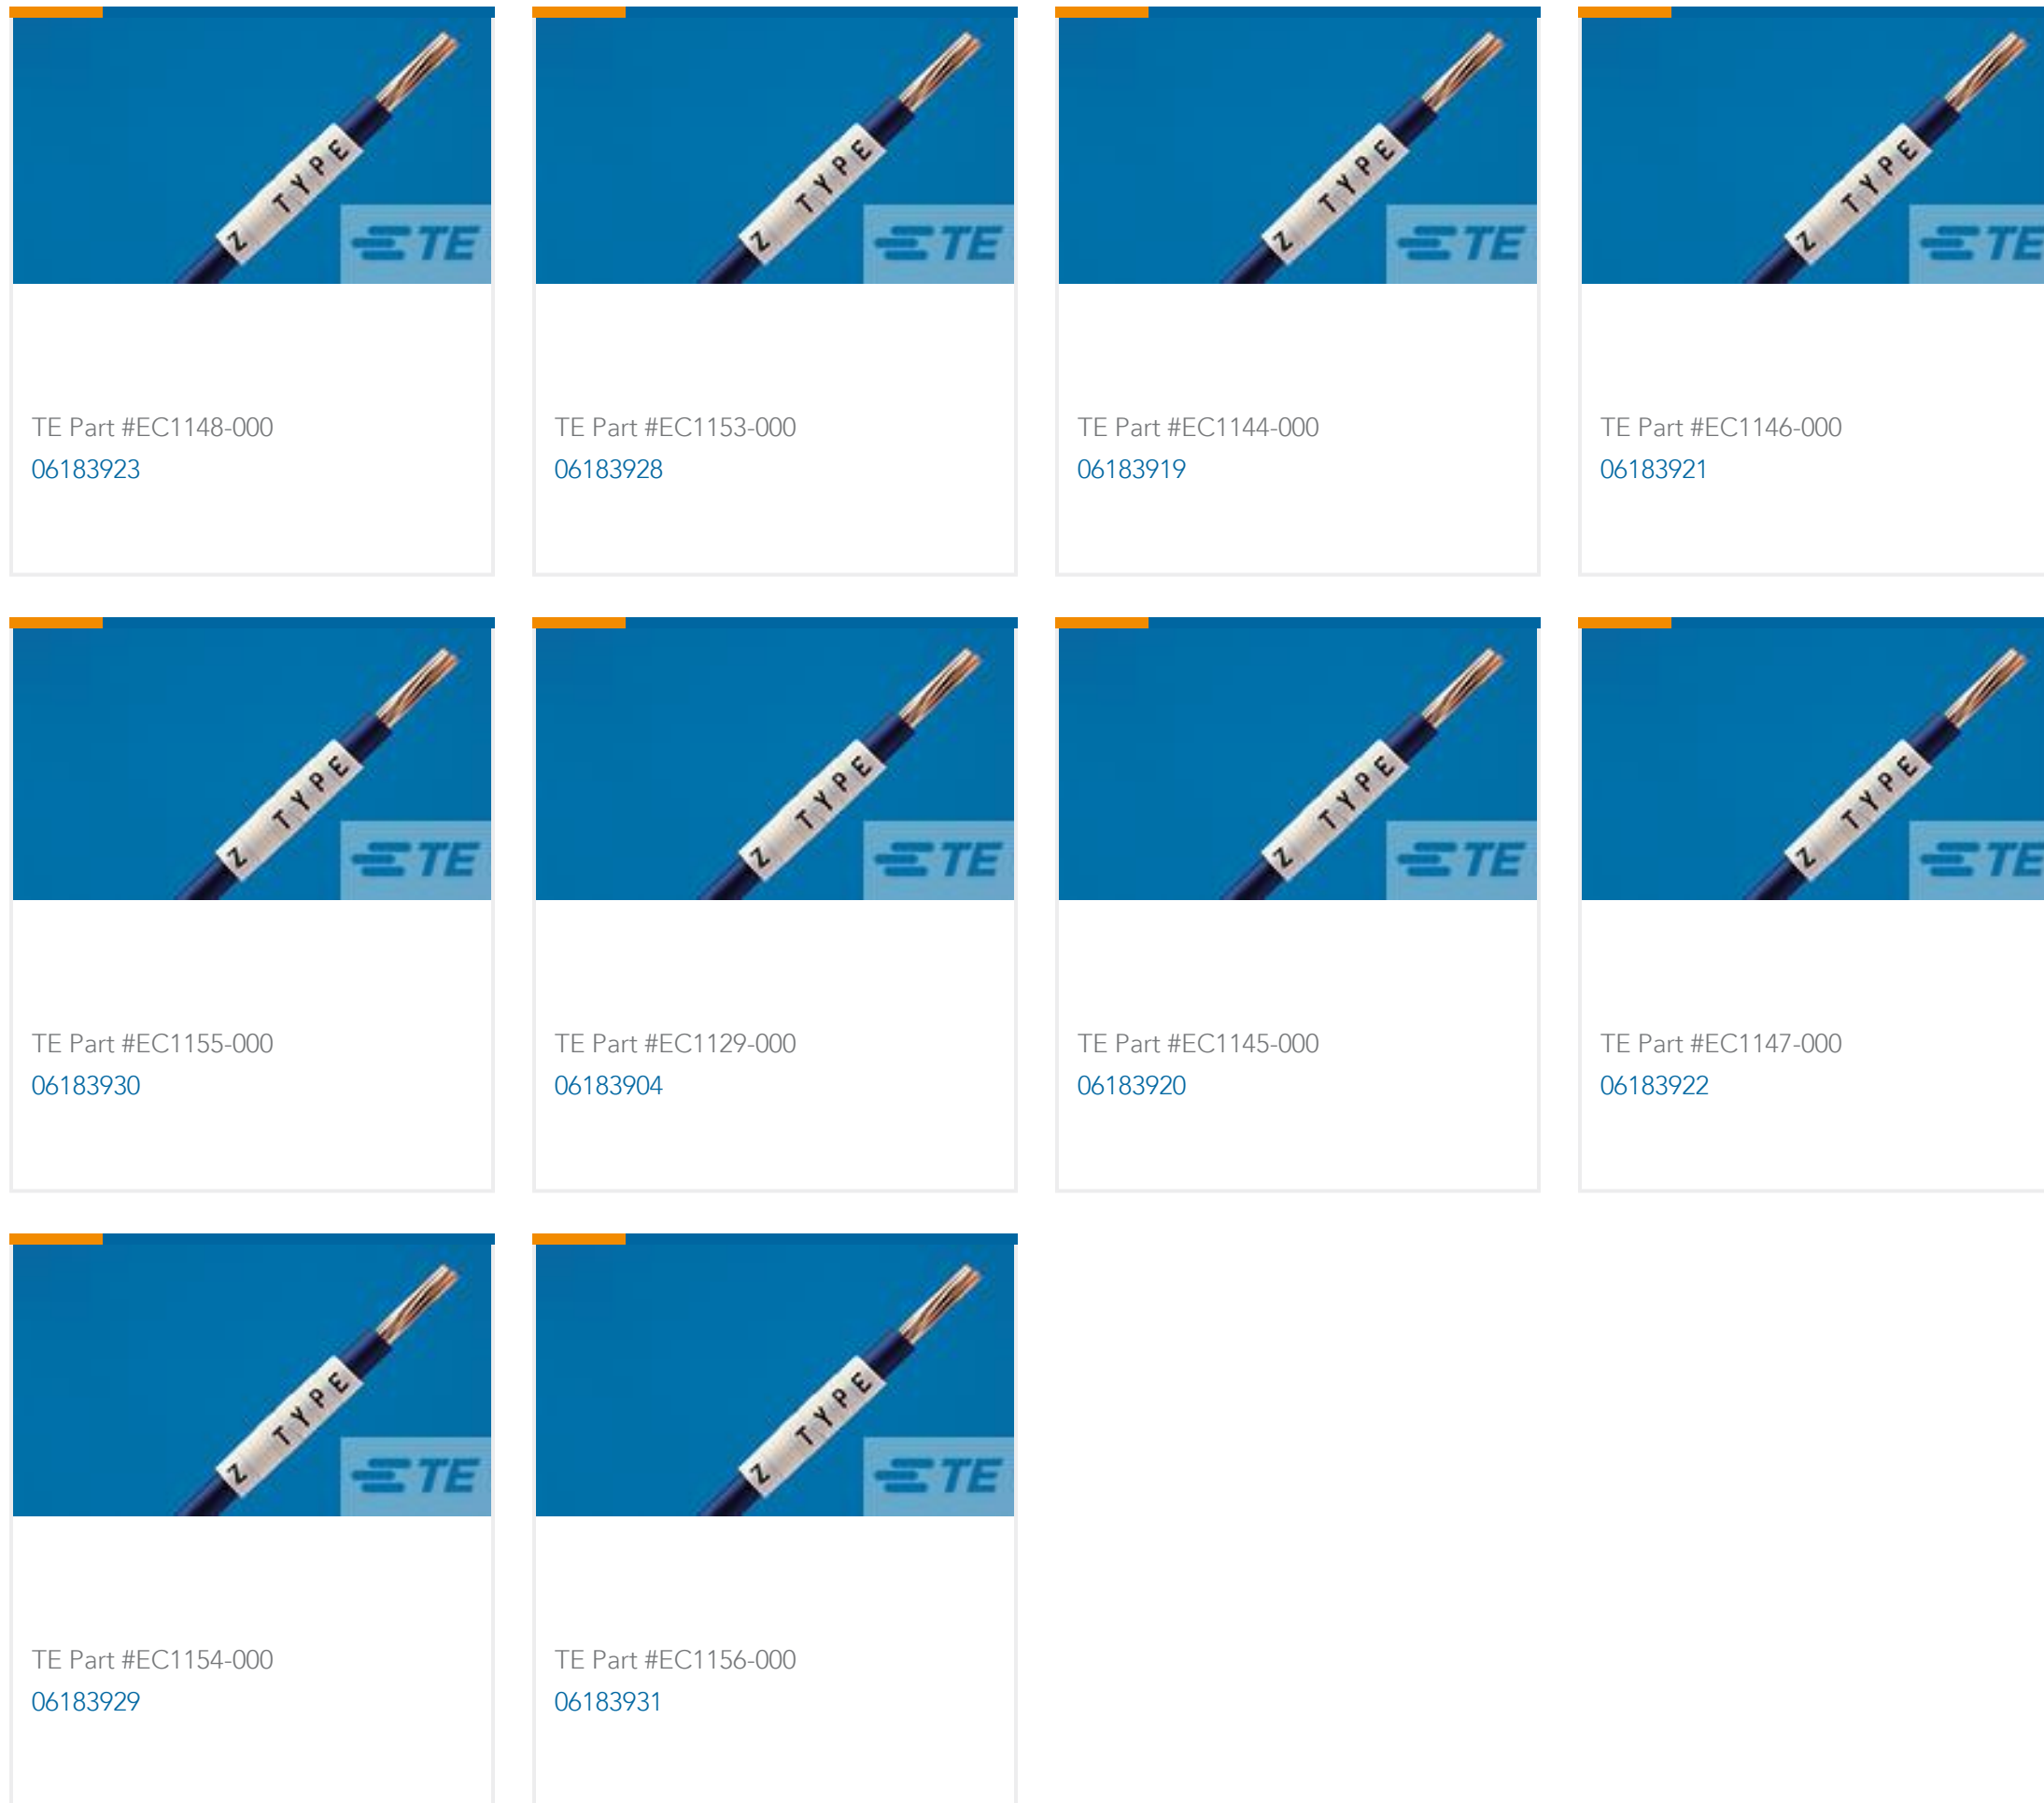 Z TYPE
TE
Z TYPE
TE
Z TYPE
TE
Z TYPE
TE
TE Part #EC1148-000
06183923
TE Part #EC1153-000
06183928
TE Part #EC1144-000
06183919
TE Part #EC1146-000
06183921
Z TYPE
TE
Z TYPE
TE
Z TYPE
TE
Z TYPE
TE
TE Part #EC1155-000
06183930
TE Part #EC1129-000
06183904
TE Part #EC1145-000
06183920
TE Part #EC1147-000
06183922
Z TYPE
TE
Z TYPE
TE
TE Part #EC1154-000
06183929
TE Part #EC1156-000
06183931